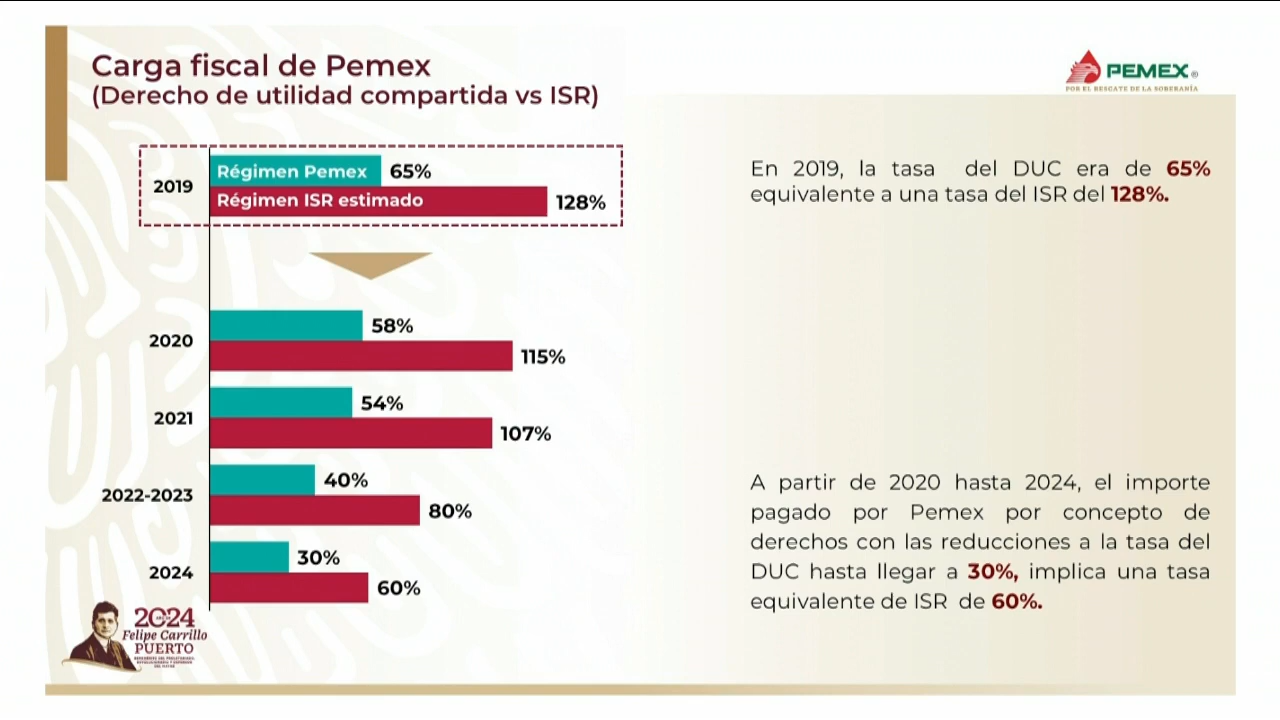 Carga fiscal de Pemex
(Derecho de utilidad compartida vs ISR)
PEMEX®
POR EL RESCATE DE LA SOBERANÍA
2019
Régimen Pemex 65%
Régimen ISR estimado 128%
En 2019, la tasa del DUC era de 65%
equivalente a una tasa del ISR del 128%.
2020
58%
115%
2021
54%
107%
2022-2023
40%
80%
2024
30%
60%
A partir de 2020 hasta 2024, el importe
pagado por Pemex por concepto de
derechos con las reducciones a la tasa del
DUC hasta llegar a 30%, implica una tasa
equivalente de ISR de 60%.
2024
Felipe Carrillo
PUERTO